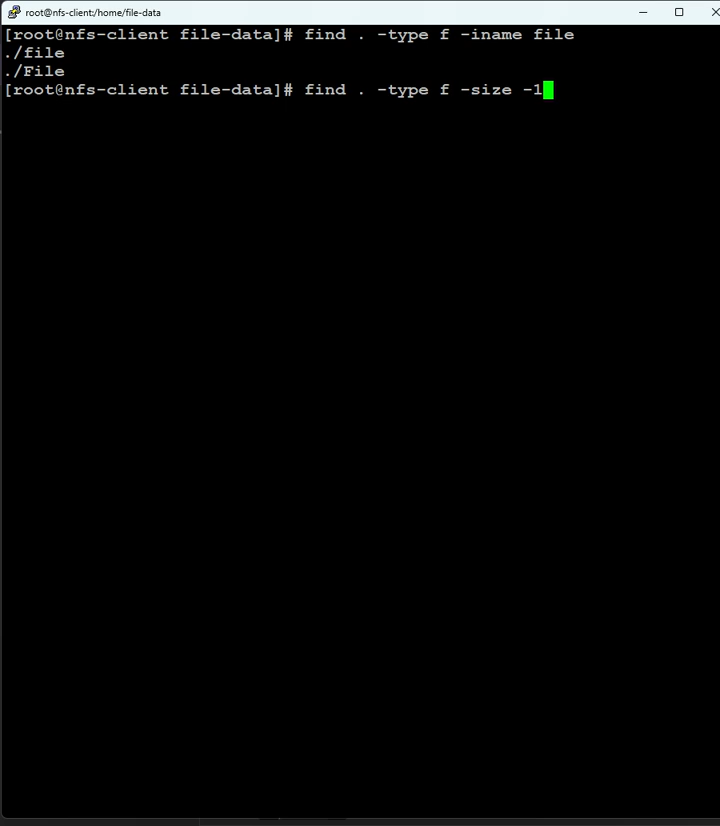 root@nfs-client:/home/file-data
[root@nfs-client file-data]# find . -type f -iname file
./file
./File
[root@nfs-client file-data]# find . -type f -size -1